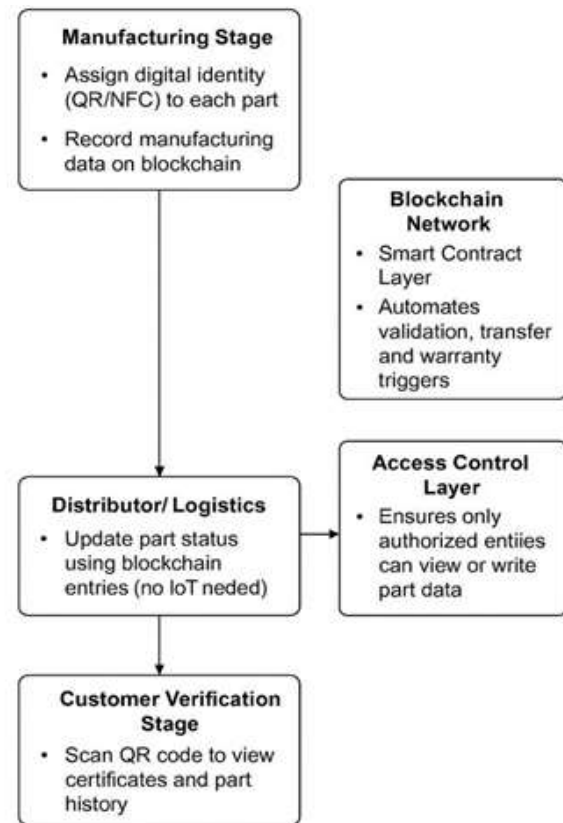 Manufacturing Stage
• Assign digital identity
(QR/NFC) to each part
• Record manufacturing
data on blockchain
Blockchain
Network
• Smart Contract
Layer
• Automates
validation, transfer
and warranty
triggers
Distributor/ Logistics
• Update part status
using blockchain
entries (no IoT neded)
Access Control
Layer
• Ensures only
authorized entiies
can view or write
part data
Customer Verification
Stage
• Scan QR code to view
certificates and part
history